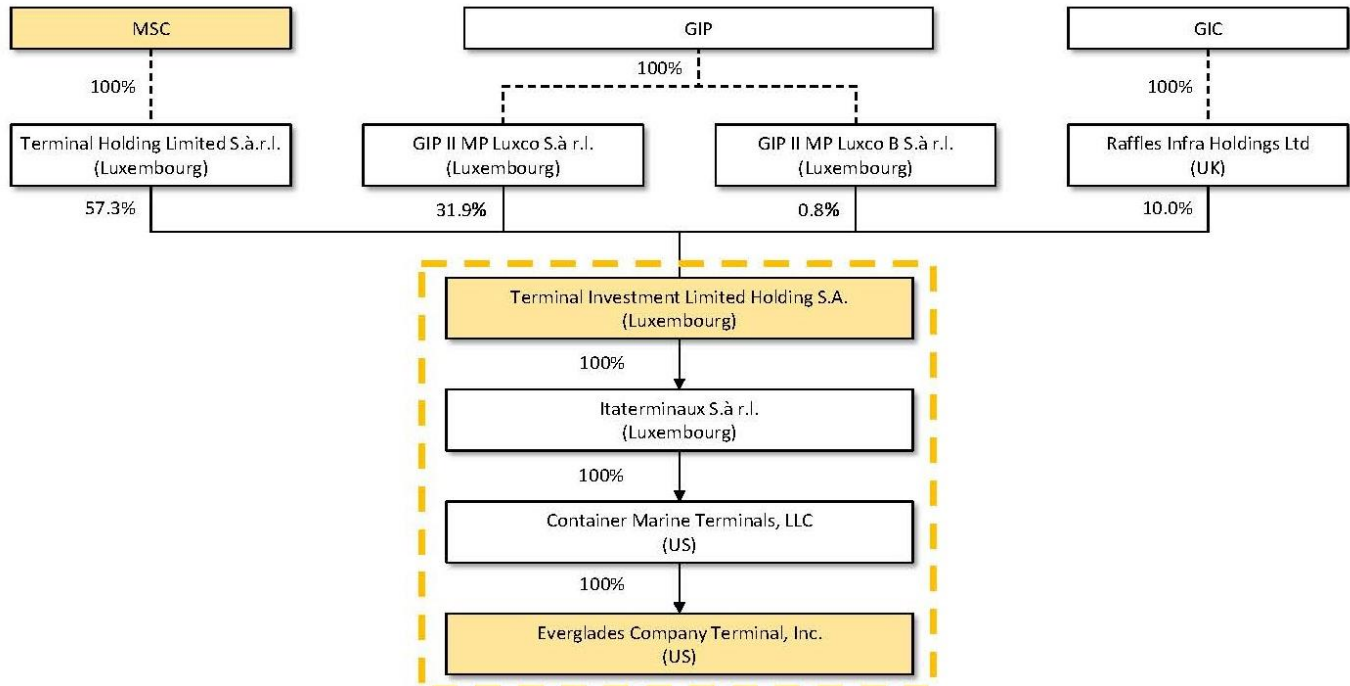 MSC
GIP
GIC
100%
100%
100%
Terminal Holding Limited S.à.r.l.
(Luxembourg)
GIP II MP Luxco S.à r.l.
(Luxembourg)
GIP II MP Luxco B S.à r.l.
(Luxembourg)
Raffles Infra Holdings Ltd
(UK)
57.3%
31.9%
0.8%
10.0%
Terminal Investment Limited Holding S.A.
(Luxembourg)
100%
Itaterminaux S.à r.l.
(Luxembourg)
100%
Container Marine Terminals, LLC
(US)
100%
Everglades Company Terminal, Inc.
(US)